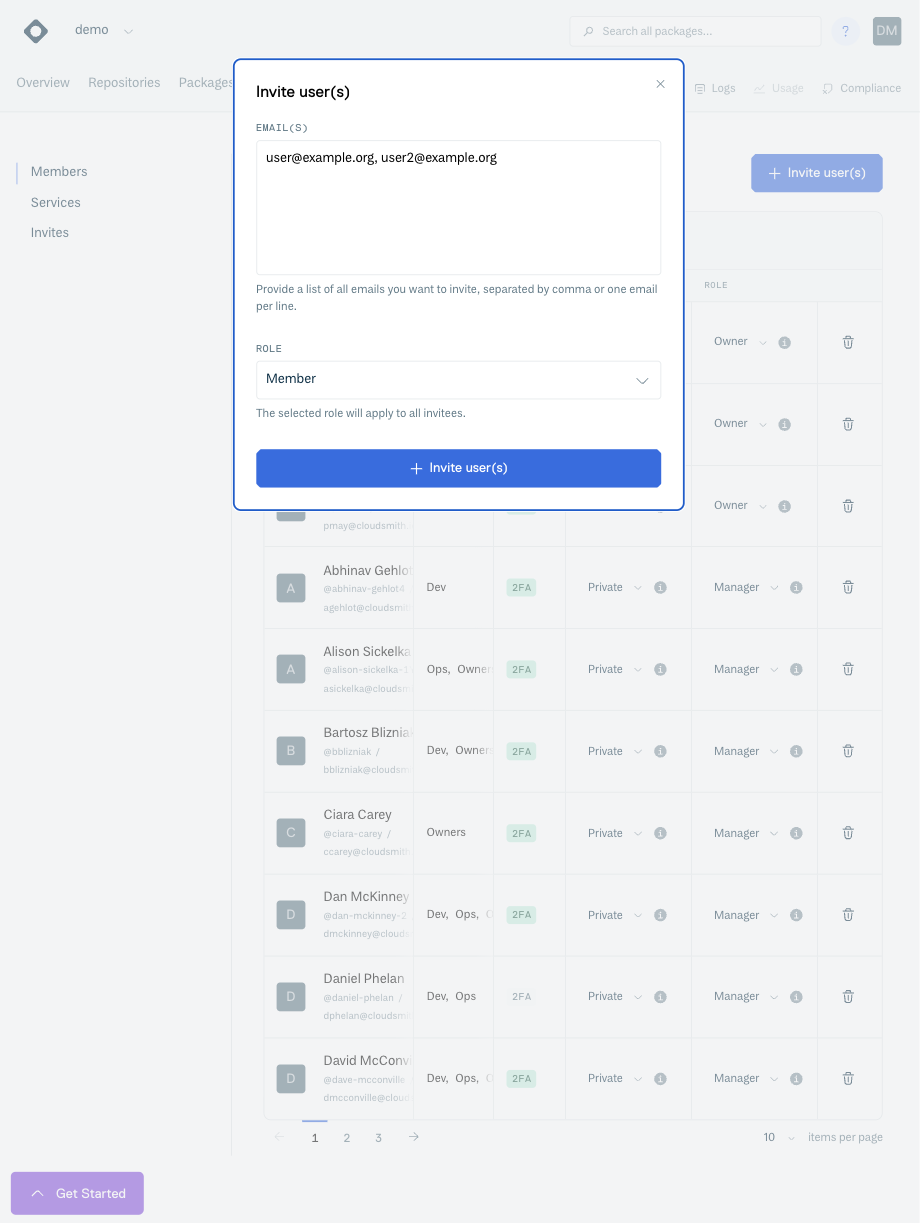 demo
Search all packages...
?
DM
Overview
Repositories
Packages
Logs
Usage
Compliance
Members
Services
Invites
Invite user(s)
Invite user(s)
EMAIL(S)
user@example.org, user2@example.org
Provide a list of all emails you want to invite, separated by comma or one email
per line.
ROLE
Member
The selected role will apply to all invitees.
Invite user(s)
ROLE
Owner
Owner
Owner
pmay@cloudsmith.
A
Abhinav Gehlot
@abhinav-gehlot4
agehlot@cloudsmith
Dev
2FA
Private
Manager
A
Alison Sickelka
@alison-sickelka-1
asickelka@cloudsm
Ops, Owners
2FA
Private
Manager
B
Bartosz Bliznia
@bblizniak /
bblizniak@cloudsm
Dev, Owners
2FA
Private
Manager
C
Ciara Carey
@ciara-carey /
ccarey@cloudsmith
Owners
2FA
Private
Manager
D
Dan McKinney
@dan-mckinney-2
dmckinney@clouds
Dev, Ops,
2FA
Private
Manager
D
Daniel Phelan
@daniel-phelan /
dphelan@cloudsmith
Dev, Ops
2FA
Private
Manager
D
David McConv
@dave-mcconville
dmcconville@cloud
Dev, Ops,
2FA
Private
Manager
1
2
3
10
items per page
Get Started